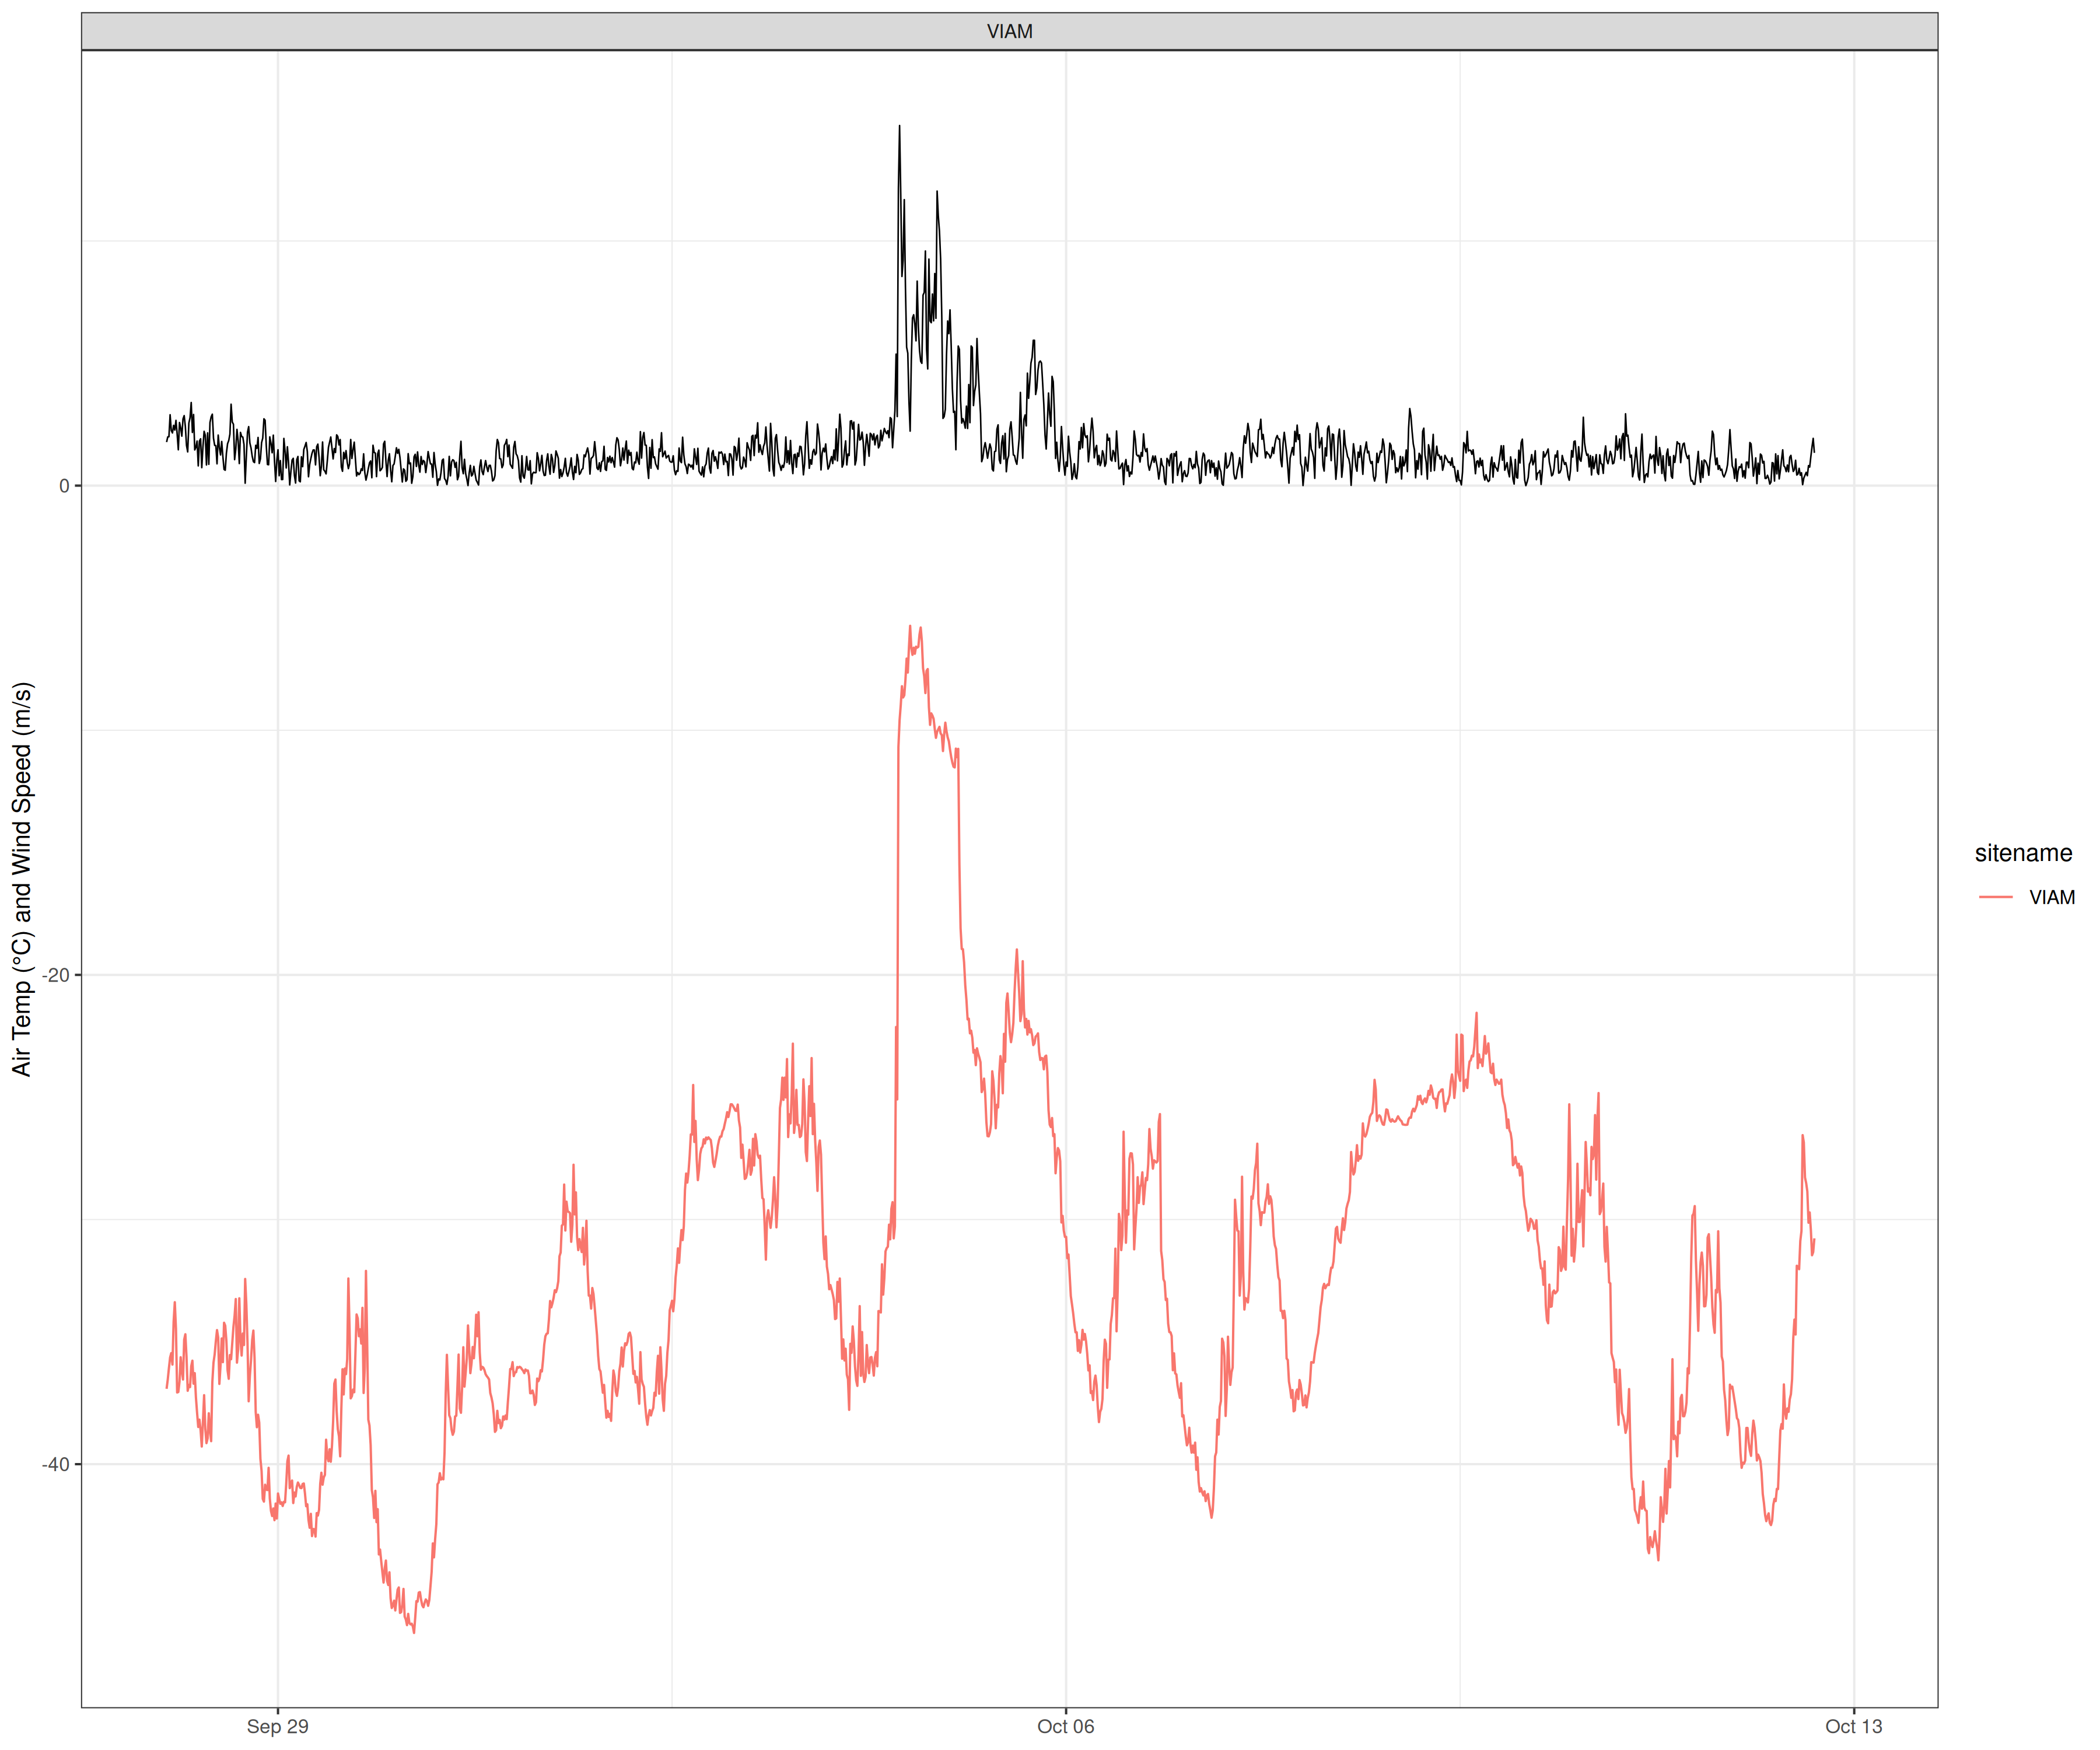 VIAM
Air Temp (°C) and Wind Speed (m/s)
0
-20
-40
Sep 29
Oct 06
Oct 13
sitename
VIAM